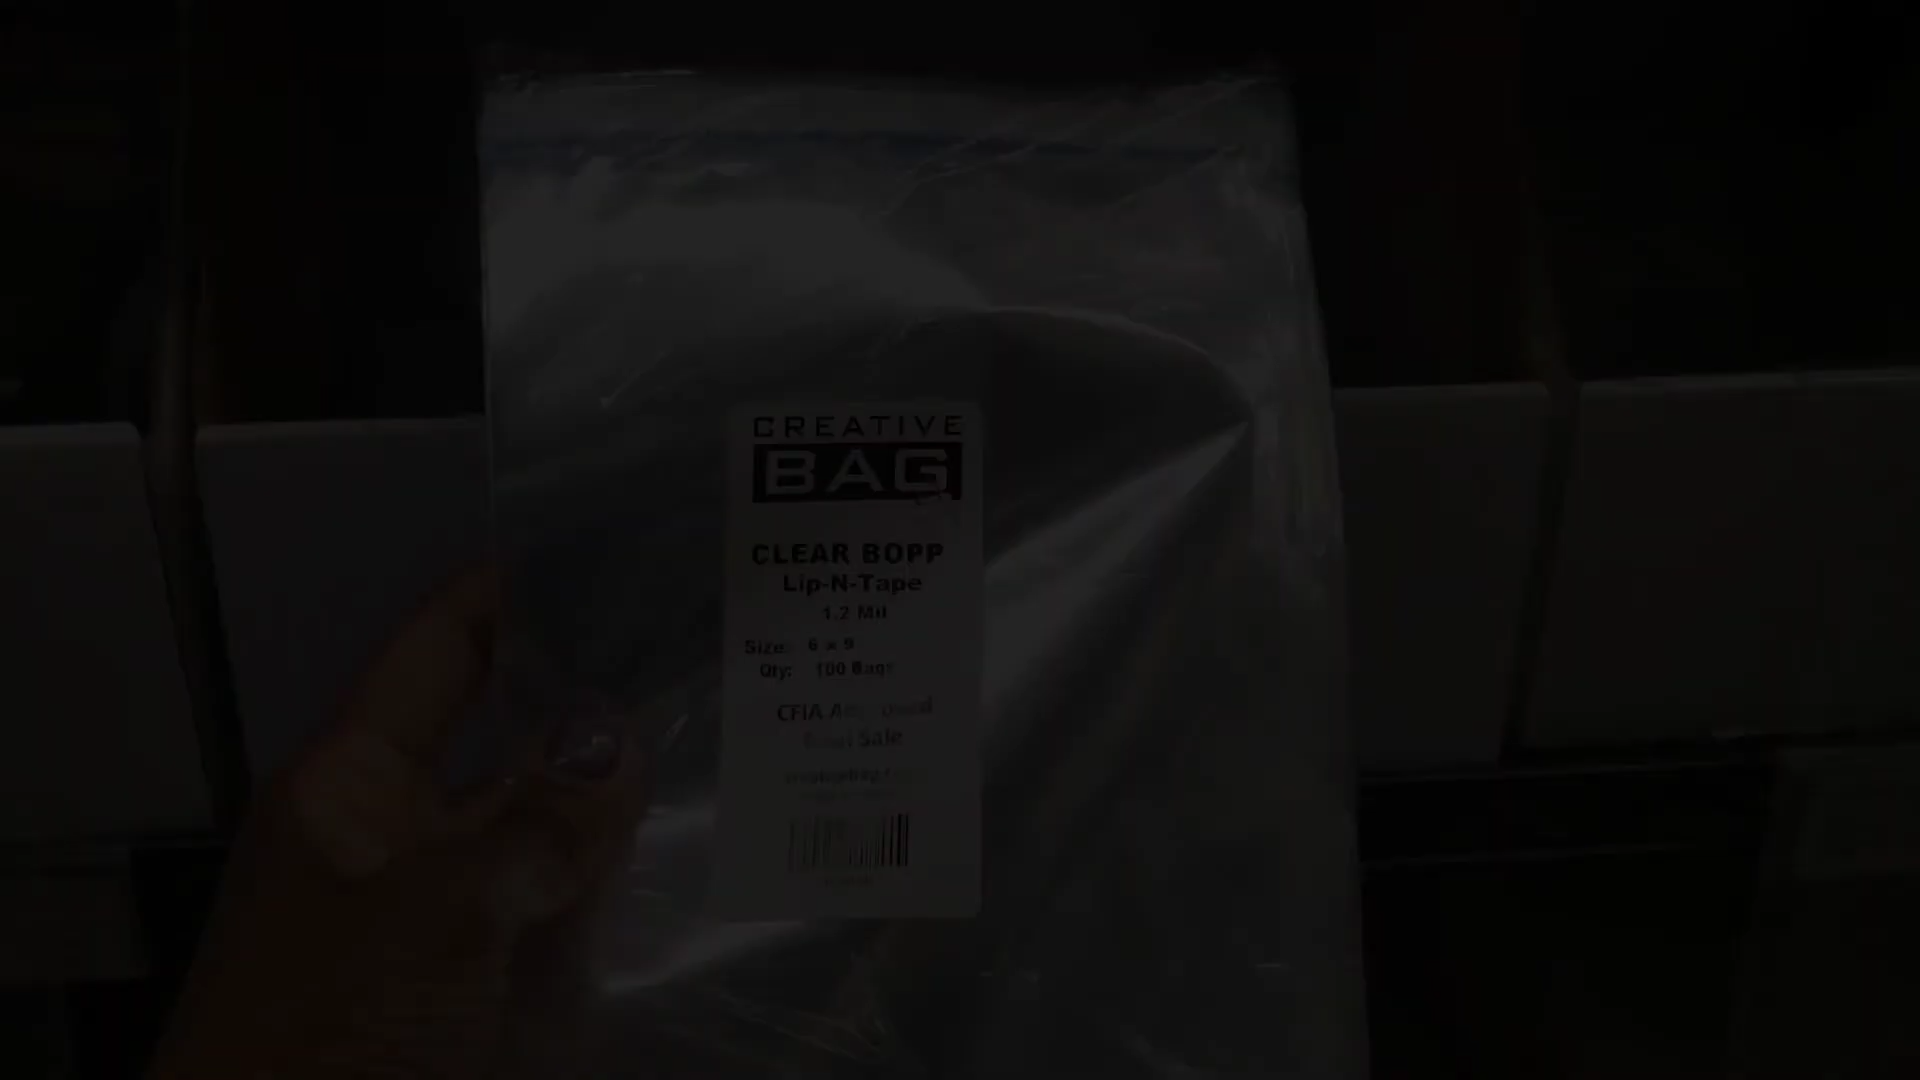 CREATIVE
BAG
CLEAR BOPP
Lip-N-Tape
1.2 Mil
Size: 6 x 9
Qty: 100 Bags
CFIA
Sale